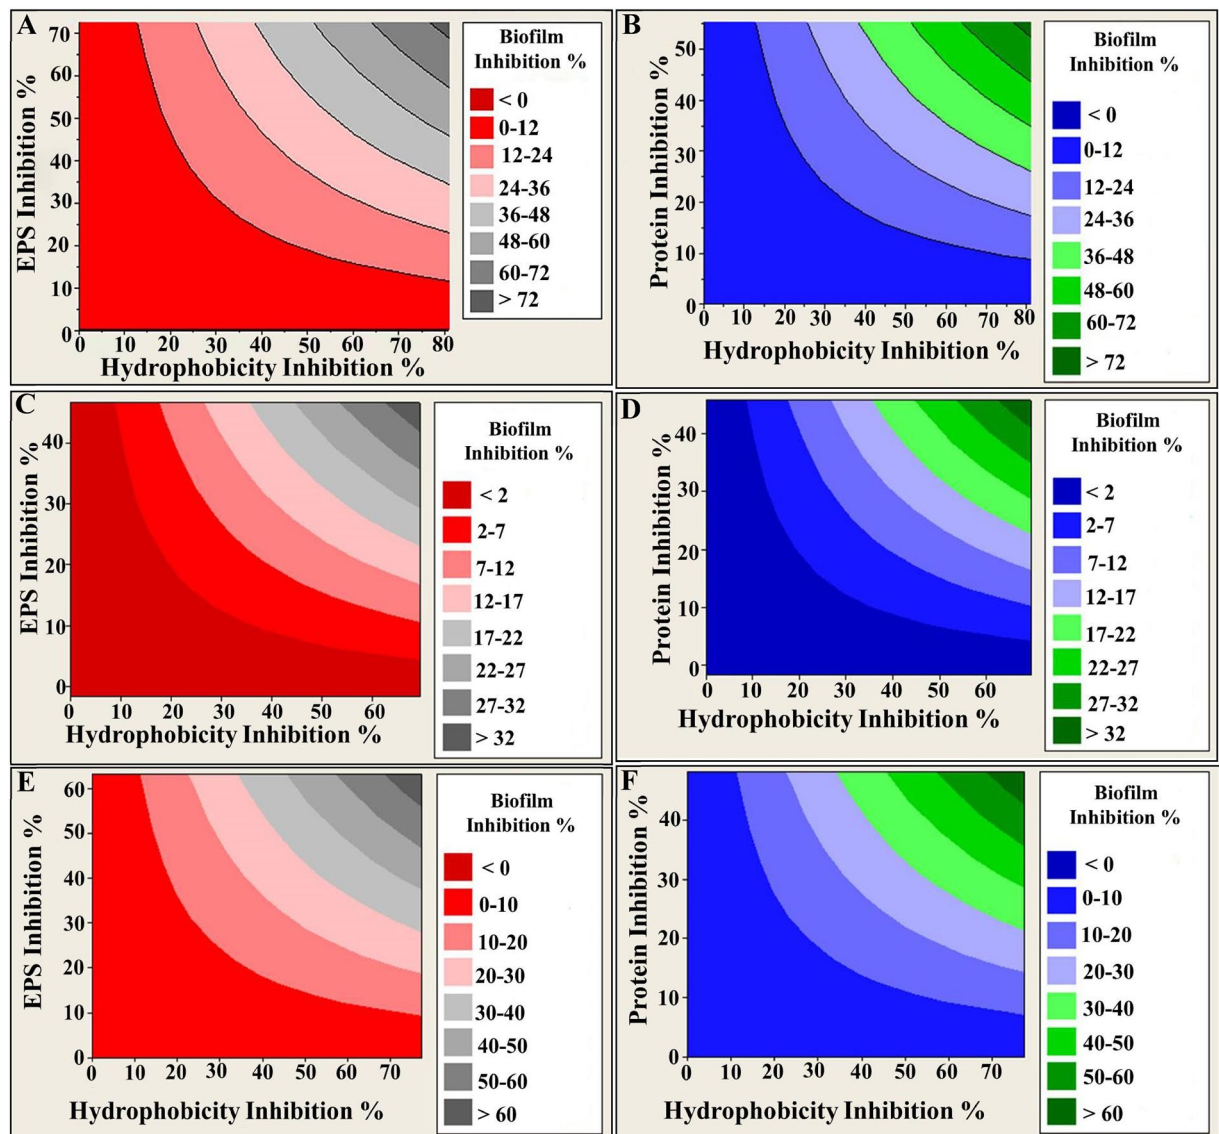 A
EPS Inhibition %
70
60
50
40
30
20
10
0
0 10 20 30 40 50 60 70 80
Hydrophobicity Inhibition %
Biofilm
Inhibition %
< 0
0-12
12-24
24-36
36-48
48-60
60-72
> 72
B
Protein Inhibition %
50
40
30
20
10
0
0 10 20 30 40 50 60 70 80
Hydrophobicity Inhibition %
Biofilm
Inhibition %
< 0
0-12
12-24
24-36
36-48
48-60
60-72
> 72
C
EPS Inhibition %
40
30
20
10
0
0 10 20 30 40 50 60
Hydrophobicity Inhibition %
Biofilm
Inhibition %
< 2
2-7
7-12
12-17
17-22
22-27
27-32
> 32
D
Protein Inhibition %
40
30
20
10
0
0 10 20 30 40 50 60
Hydrophobicity Inhibition %
Biofilm
Inhibition %
< 2
2-7
7-12
12-17
17-22
22-27
27-32
> 32
E
EPS Inhibition %
60
50
40
30
20
10
0
0 10 20 30 40 50 60 70
Hydrophobicity Inhibition %
Biofilm
Inhibition %
< 0
0-10
10-20
20-30
30-40
40-50
50-60
> 60
F
Protein Inhibition %
40
30
20
10
0
0 10 20 30 40 50 60 70
Hydrophobicity Inhibition %
Biofilm
Inhibition %
< 0
0-10
10-20
20-30
30-40
40-50
50-60
> 60